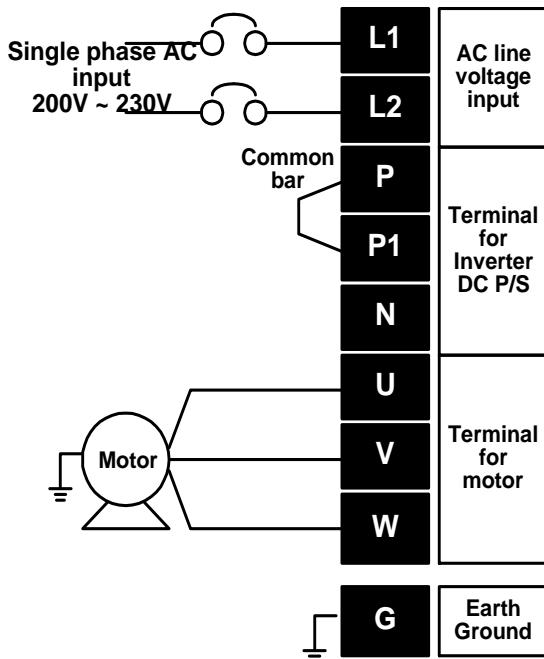 Single phase AC
input
200V ~ 230V
L1
L2
AC line
voltage
input
Common
bar
P
P1
N
Terminal
for
Inverter
DC P/S
Motor
U
V
W
Terminal
for
motor
G
Earth
Ground